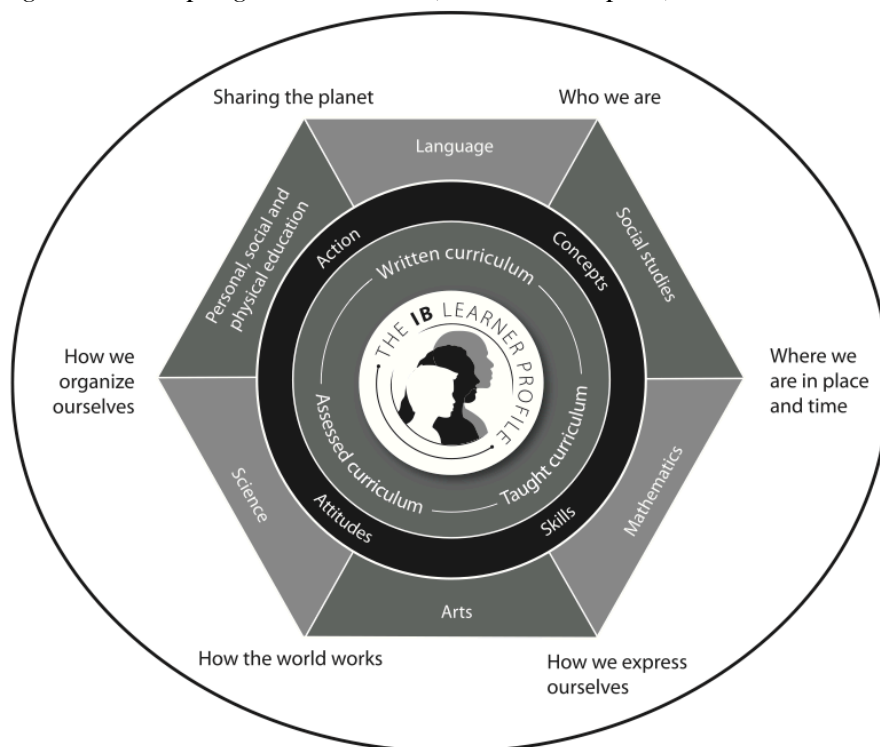 Sharing the planet
Who we are
Language
Personal, social and
physical education
Social studies
Action
Concepts
Written curriculum
THE IB LEARNER PROFILE
How we
organize
ourselves
Where we
are in place
and time
Assessed curriculum
Taught curriculum
Science
Mathematics
Attitudes
Skills
Arts
How the world works
How we express
ourselves